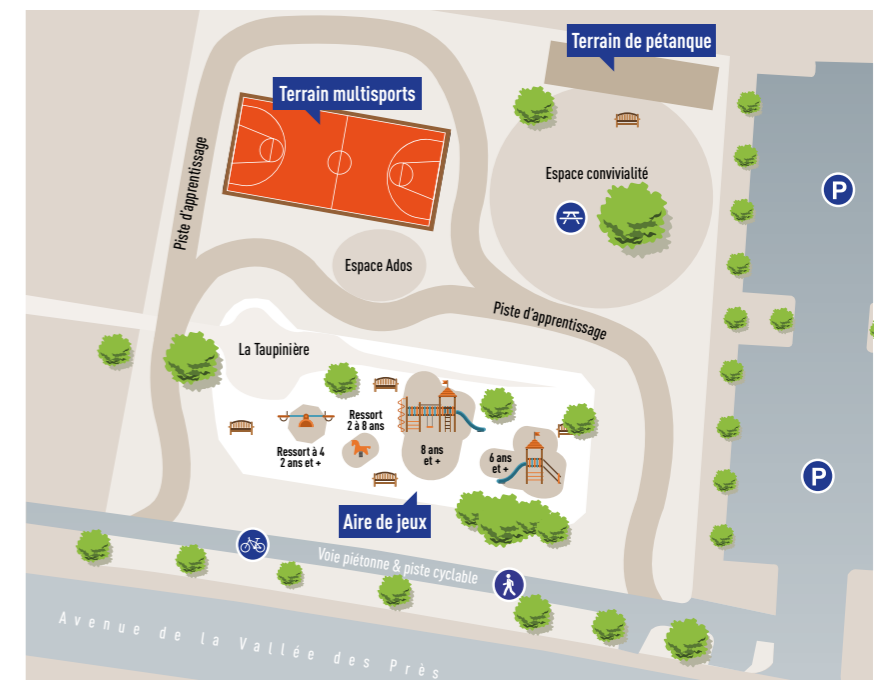 Terrain de pétanque
Terrain multisports
Piste d'apprentissage
Espace convivialité
P
Espace Ados
Piste d'apprentissage
La Taupinière
Ressort
2 à 8 ans
Ressort à 4
2 ans et +
8 ans
et +
6 ans
et +
P
Aire de jeux
Voie piétonne & piste cyclable
Avenue de la Vallée des Près